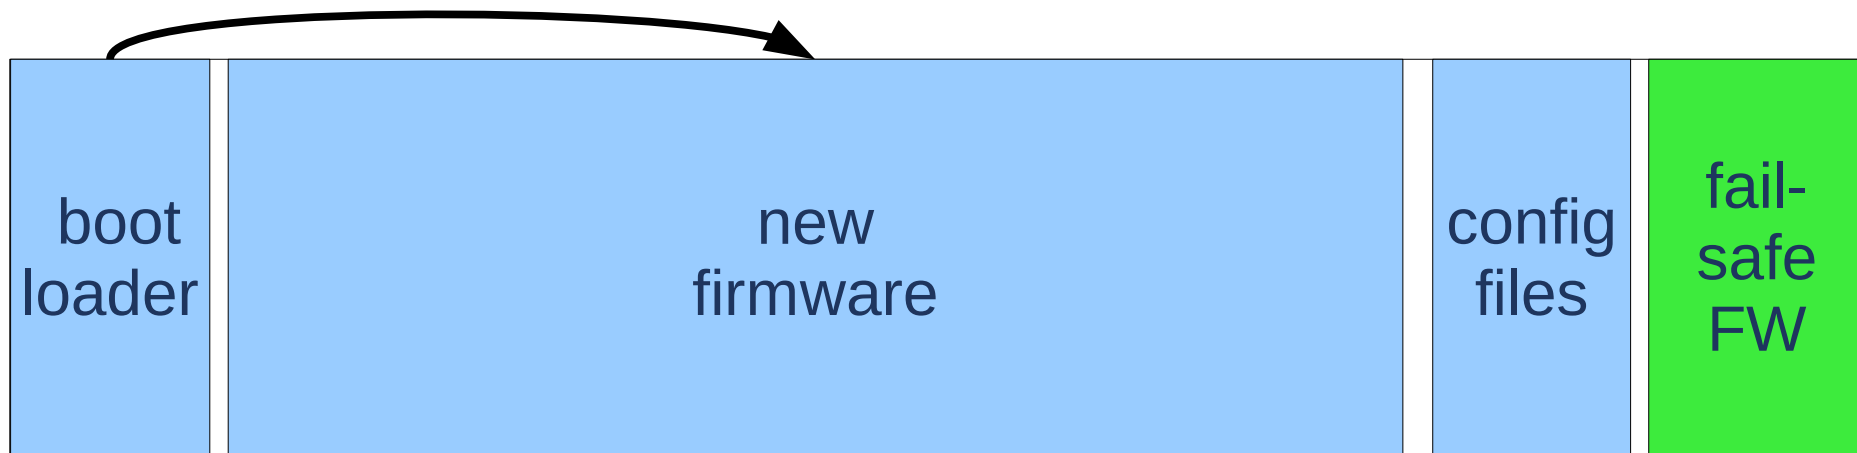 boot
loader
new
firmware
config
files
fail-
safe
FW